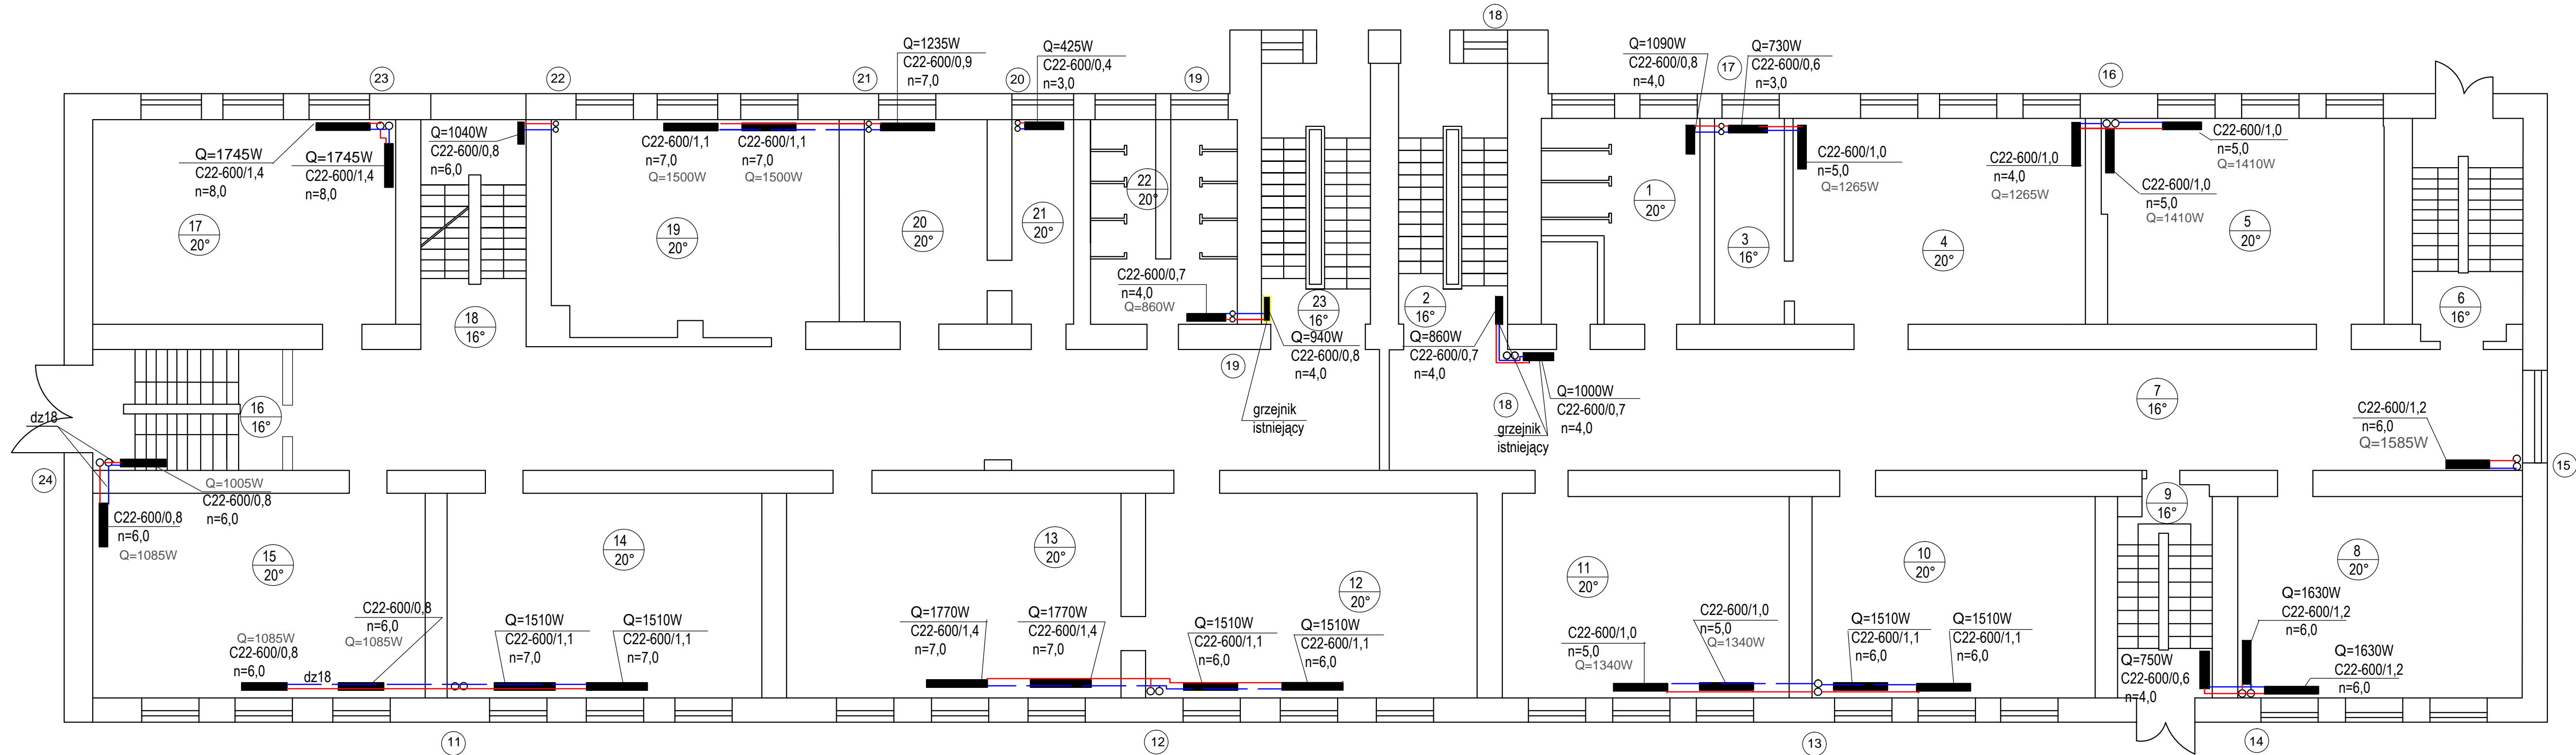 18
Q=1235W
C22-600/0,9
n=7,0
Q=425W
C22-600/0,4
n=3,0
Q=1090W
C22-600/0,8
n=4,0
Q=730W
C22-600/0,6
n=3,0
23
22
21
20
19
17
16
Q=1745W
C22-600/1,4
n=8,0
Q=1745W
C22-600/1,4
n=8,0
Q=1040W
C22-600/0,8
n=6,0
C22-600/1,1
n=7,0
Q=1500W
C22-600/1,1
n=7,0
Q=1500W
C22-600/1,0
n=5,0
Q=1265W
C22-600/1,0
n=4,0
Q=1265W
C22-600/1,0
n=5,0
Q=1410W
C22-600/1,0
n=5,0
Q=1410W
17
20°
19
20°
20
20°
21
20°
22
20°
1
20°
3
16°
4
20°
5
20°
C22-600/0,7
n=4,0
Q=860W
18
16°
23
16°
2
16°
6
16°
Q=940W
C22-600/0,8
n=4,0
Q=860W
C22-600/0,7
n=4,0
19
grzejnik
istniejący
18
grzejnik
istniejący
Q=1000W
C22-600/0,7
n=4,0
7
16°
C22-600/1,2
n=6,0
Q=1585W
15
dz18
16
16°
24
Q=1005W
C22-600/0,8
n=6,0
C22-600/0,8
n=6,0
Q=1085W
15
20°
14
20°
13
20°
12
20°
11
20°
10
20°
9
16°
8
20°
Q=1085W
C22-600/0,8
n=6,0
dz18
C22-600/0,8
n=6,0
Q=1085W
Q=1510W
C22-600/1,1
n=7,0
Q=1510W
C22-600/1,1
n=7,0
Q=1770W
C22-600/1,4
n=7,0
Q=1770W
C22-600/1,4
n=7,0
Q=1510W
C22-600/1,1
n=6,0
Q=1510W
C22-600/1,1
n=6,0
C22-600/1,0
n=5,0
Q=1340W
C22-600/1,0
n=5,0
Q=1340W
Q=1510W
C22-600/1,1
n=6,0
Q=1510W
C22-600/1,1
n=6,0
Q=750W
C22-600/0,6
n=4,0
Q=1630W
C22-600/1,2
n=6,0
Q=1630W
C22-600/1,2
n=6,0
11
12
13
14